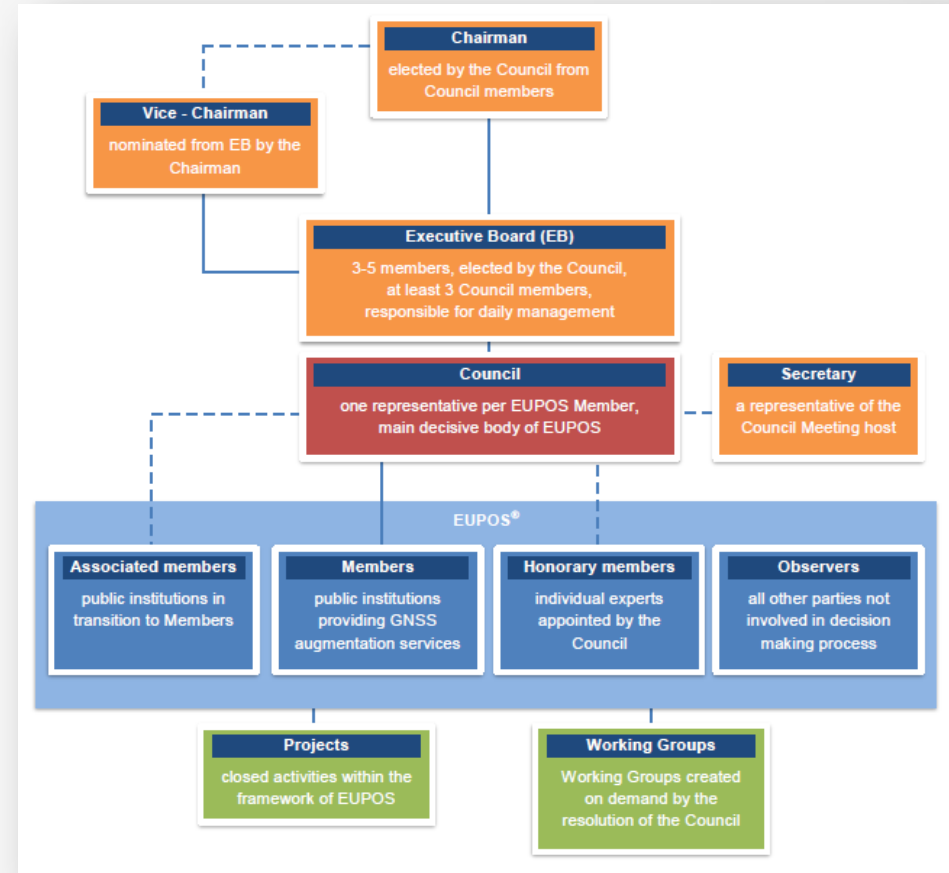 Chairman
elected by the Council from
Council members
Vice - Chairman
nominated from EB by the
Chairman
Executive Board (EB)
3-5 members, elected by the Council,
at least 3 Council members,
responsible for daily management
Council
one representative per EUPOS Member,
main decisive body of EUPOS
Secretary
a representative of the
Council Meeting host
EUPOS®
Associated members
public institutions in
transition to Members
Members
public institutions
providing GNSS
augmentation services
Honorary members
individual experts
appointed by the
Council
Observers
all other parties not
involved in decision
making process
Projects
closed activities within the
framework of EUPOS
Working Groups
Working Groups created
on demand by the
resolution of the Council